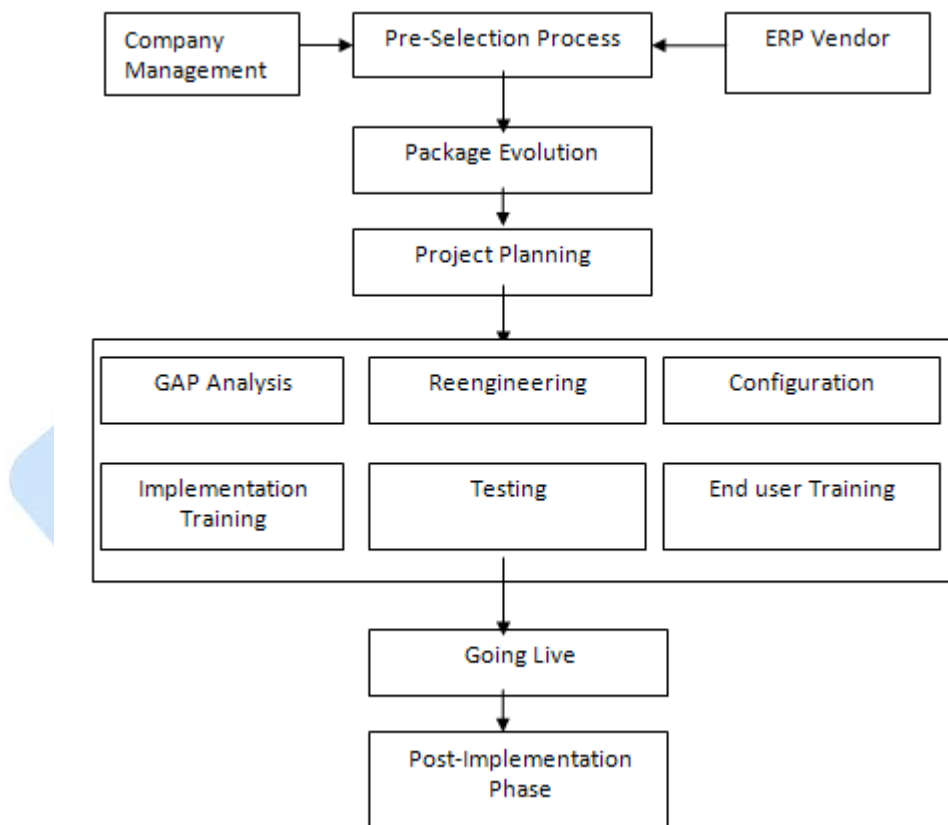 Company
Management
Pre-Selection Process
ERP Vendor
Package Evolution
Project Planning
GAP Analysis
Reengineering
Configuration
Implementation
Training
Testing
End user Training
Going Live
Post-Implementation
Phase